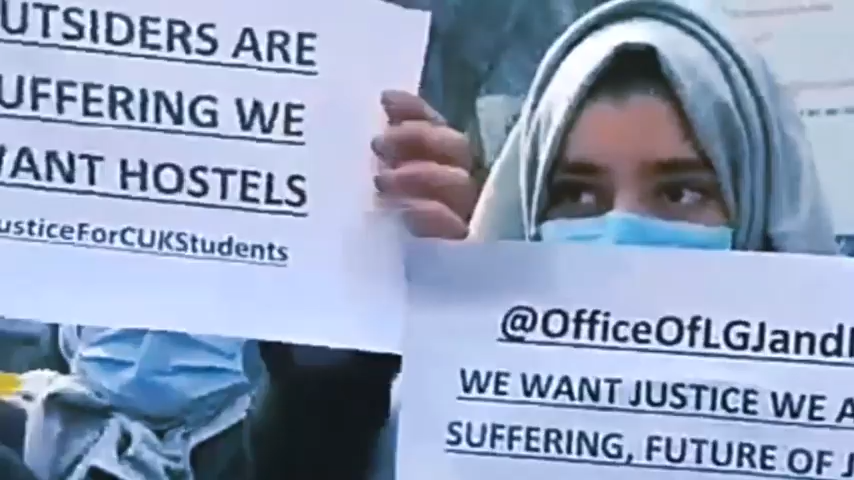 UTSIDERS ARE
UFFERING WE
ANT HOSTELS
usticeForCUKStudents
@OfficeOfLGJand
WE WANT JUSTICE WE A
SUFFERING, FUTURE OF J